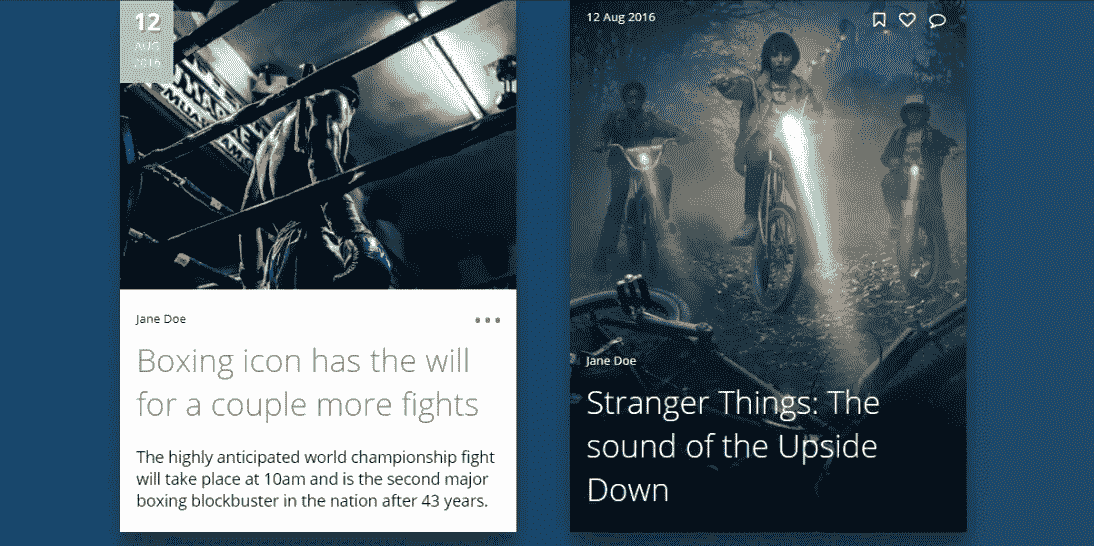 12
AUG
2016
Jane Doe
Boxing icon has the will
for a couple more fights
The highly anticipated world championship fight
will take place at 10am and is the second major
boxing blockbuster in the nation after 43 years.
12 Aug 2016
Jane Doe
Stranger Things: The
sound of the Upside
Down